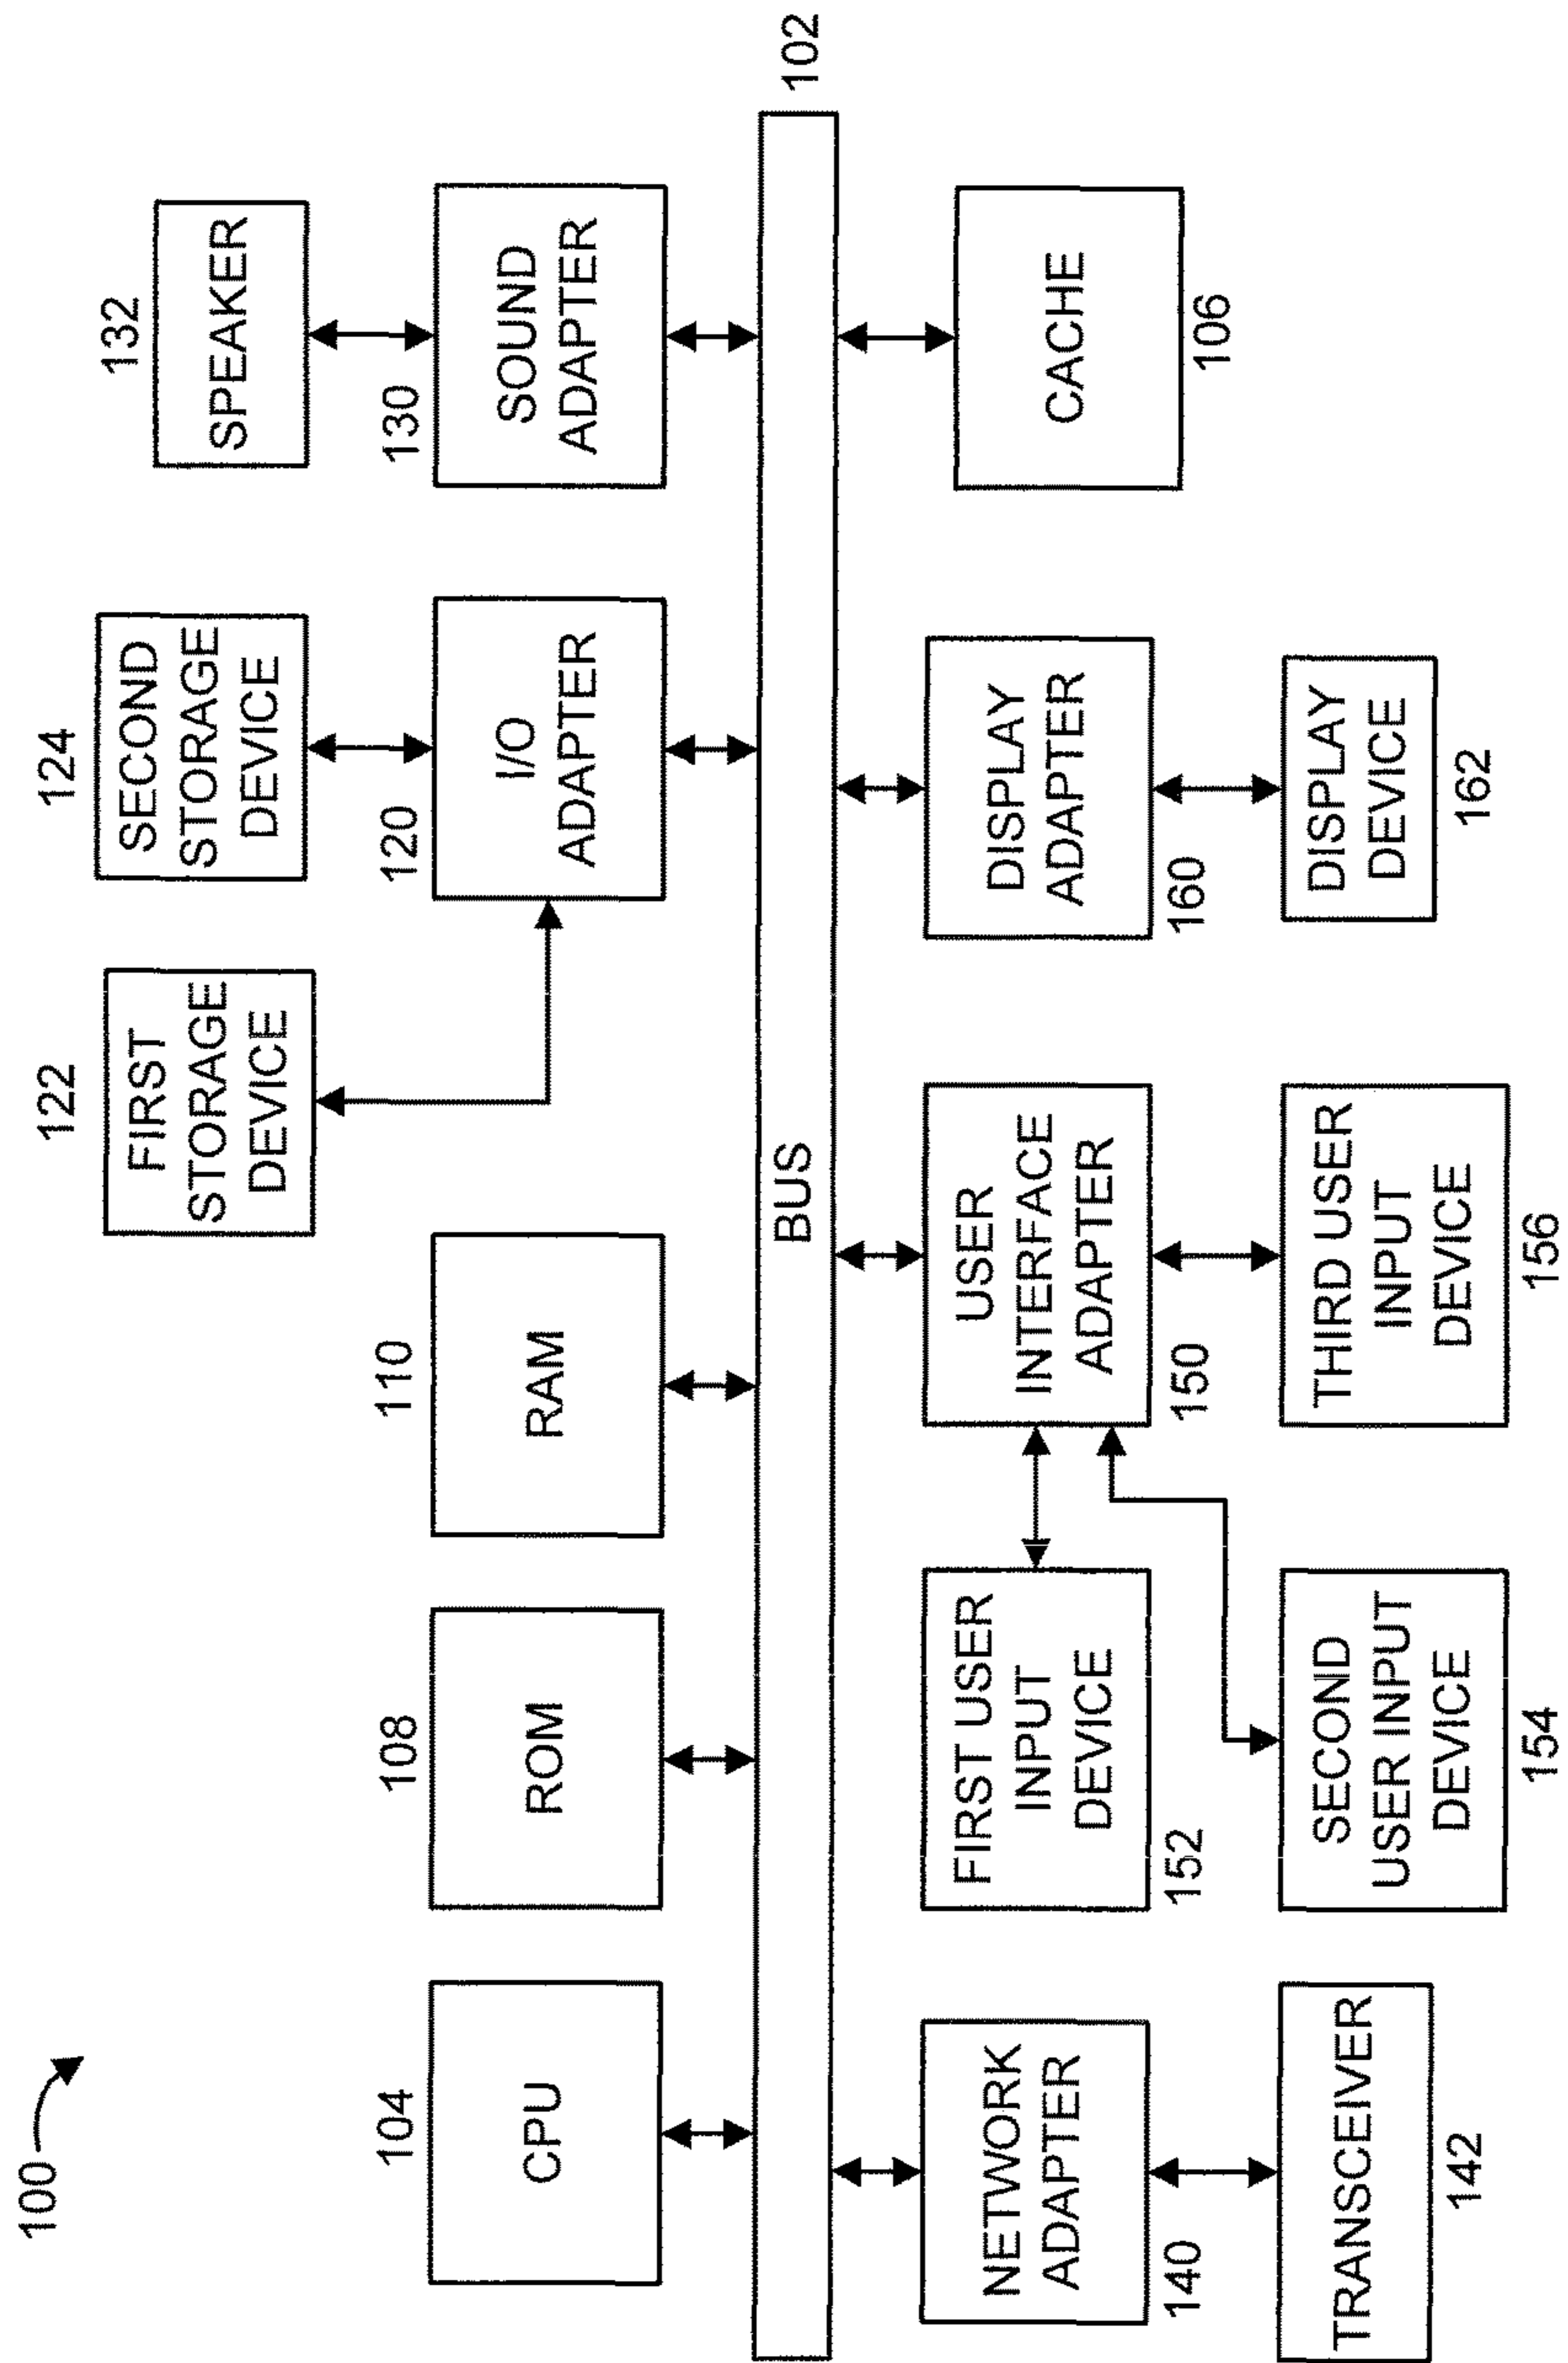 100
122
FIRST
STORAGE
DEVICE
124
SECOND
STORAGE
DEVICE
132
SPEAKER
104
CPU
108
ROM
110
RAM
120
I/O
ADAPTER
130
SOUND
ADAPTER
BUS
102
NETWORK
ADAPTER
140
FIRST USER
INPUT
DEVICE
152
USER
INTERFACE
ADAPTER
150
DISPLAY
ADAPTER
160
CACHE
106
TRANSCEIVER
142
SECOND
USER INPUT
DEVICE
154
THIRD USER
INPUT
DEVICE
156
DISPLAY
DEVICE
162